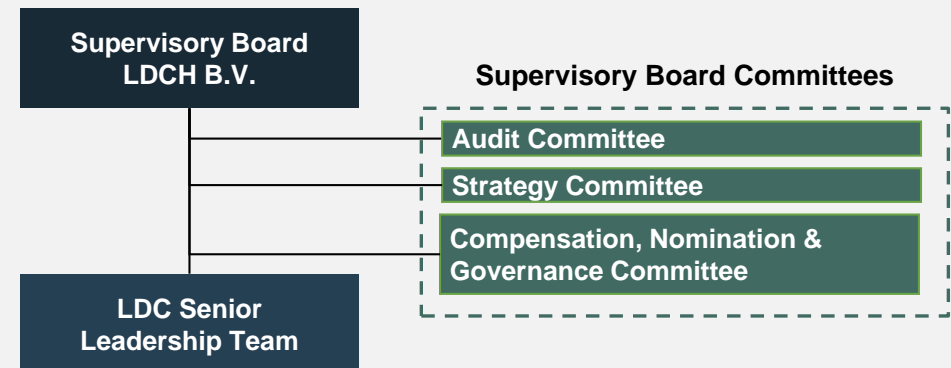 Supervisory Board
LDCH B.V.
Supervisory Board Committees
Audit Committee
Strategy Committee
Compensation, Nomination &
Governance Committee
LDC Senior
Leadership Team